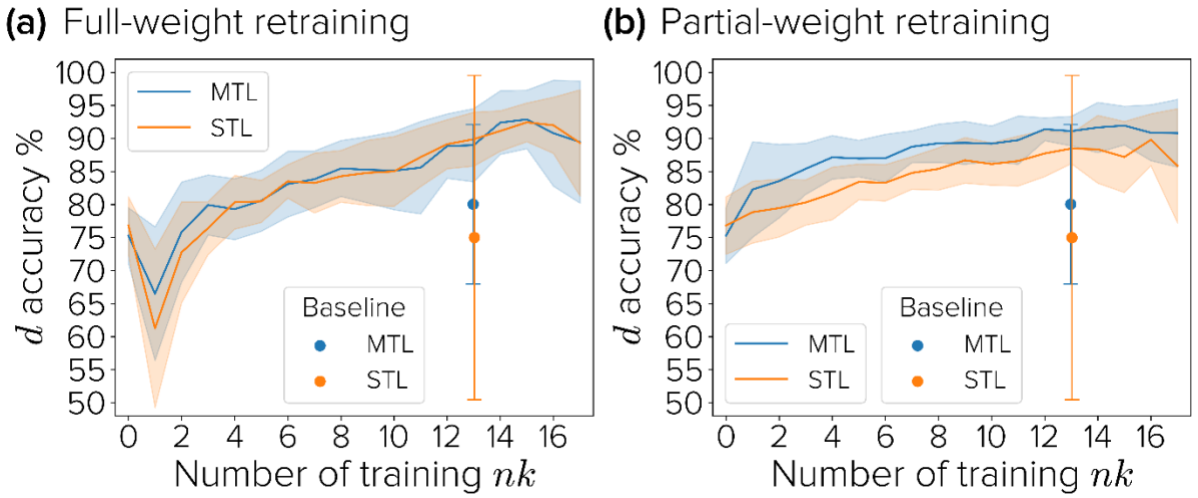 (a) Full-weight retraining
100
95
90
85
80
75
70
65
60
55
50
d accuracy %
MTL
STL
Baseline
MTL
STL
0 2 4 6 8 10 12 14 16
Number of training nk
(b) Partial-weight retraining
100
95
90
85
80
75
70
65
60
55
50
d accuracy %
MTL
STL
Baseline
MTL
STL
0 2 4 6 8 10 12 14 16
Number of training nk